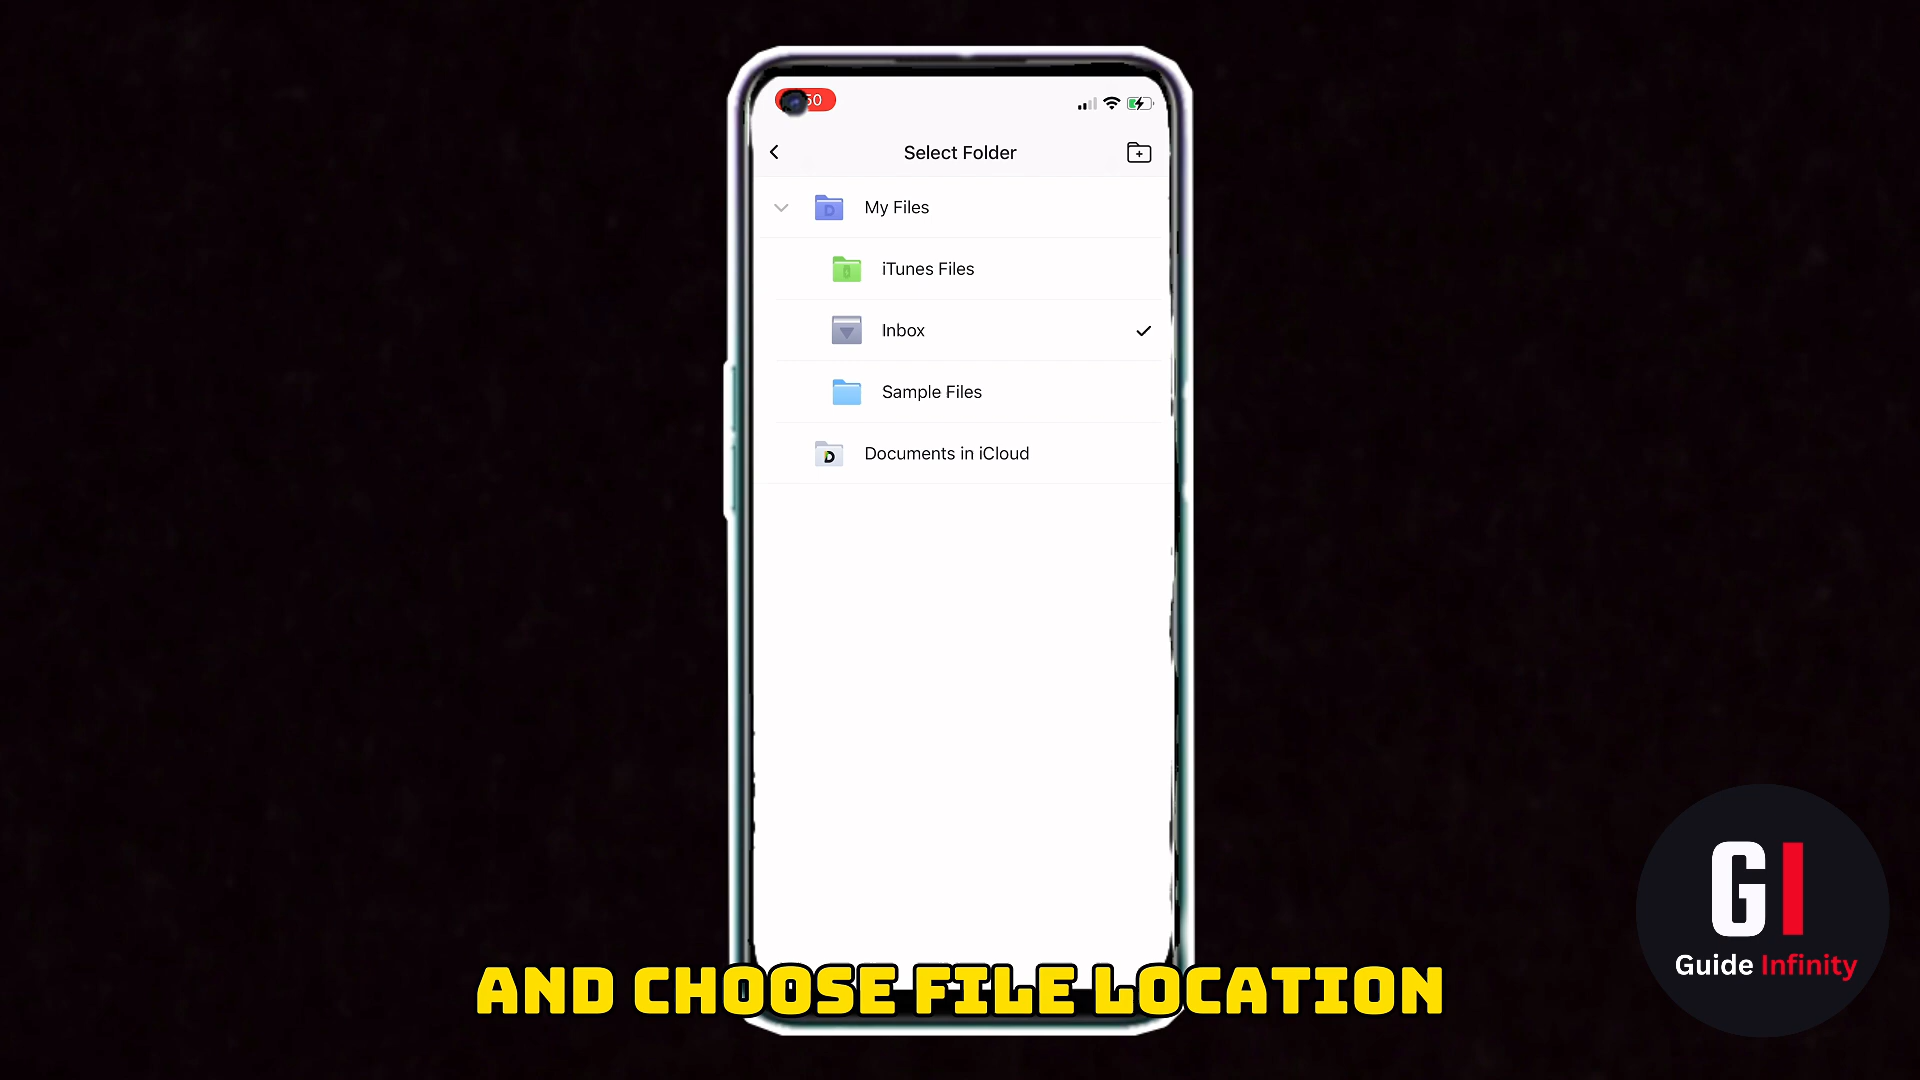 50
Select Folder
My Files
iTunes Files
Inbox
Sample Files
Documents in iCloud
AND CHOOSE FILE LOCATION
GI
Guide Infinity